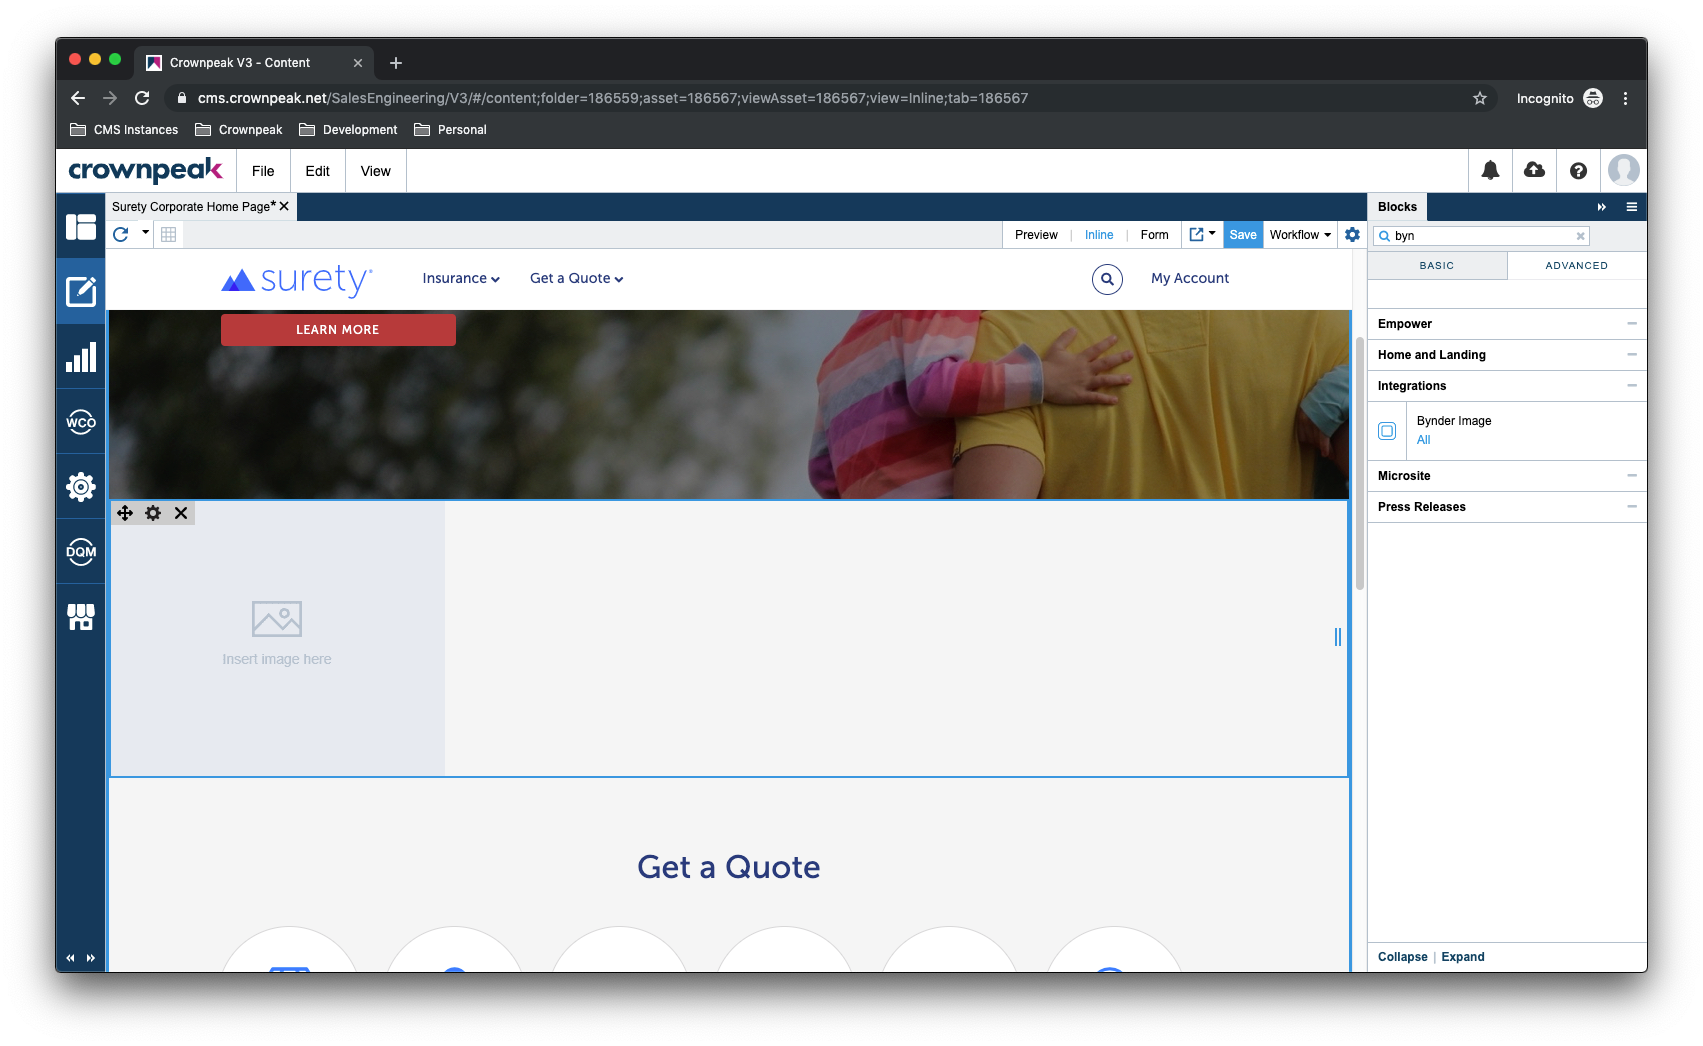 Crownpeak V3 - Content
cms.crownpeak.net/SalesEngineering/V3/#/content;folder=186559;asset=186567;viewAsset=186567;view=Inline;tab=186567
Incognito
CMS Instances
Crownpeak
Development
Personal
crownpeak
File
Edit
View
Surety Corporate Home Page*
Blocks
Preview | Inline | Form
Save
Workflow
byn
BASIC
ADVANCED
surety
Insurance
Get a Quote
My Account
LEARN MORE
Empower
Home and Landing
Integrations
Bynder Image
All
Microsite
Press Releases
WCO
DQM
Insert image here
Get a Quote
Collapse | Expand